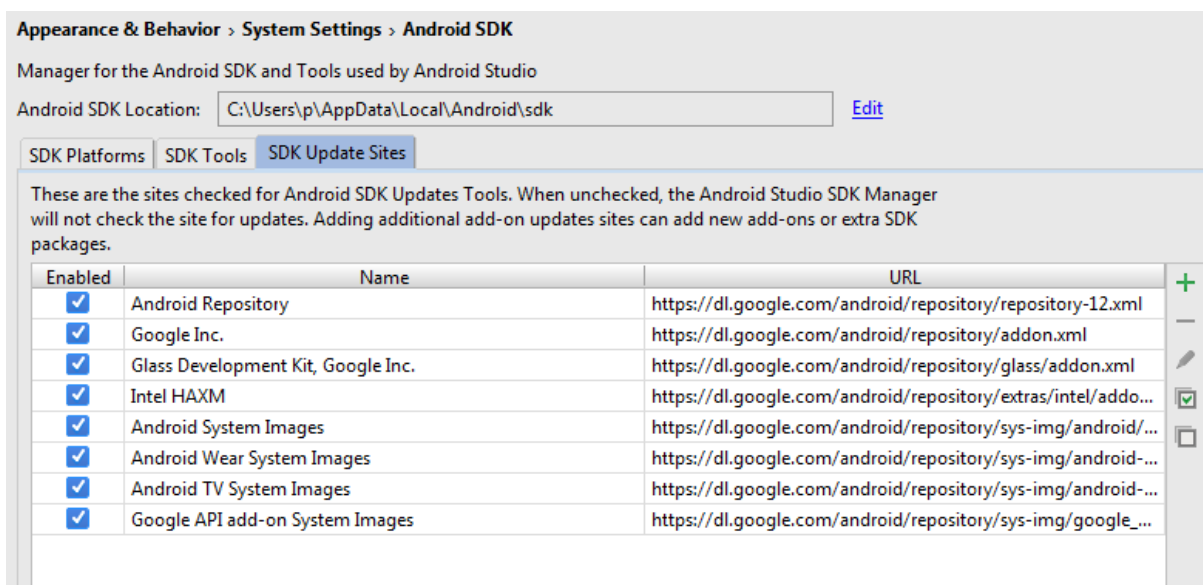 Appearance & Behavior › System Settings › Android SDK
Manager for the Android SDK and Tools used by Android Studio
Android SDK Location: C:\Users\p\AppData\Local\Android\sdk Edit
SDK Platforms SDK Tools SDK Update Sites
These are the sites checked for Android SDK Updates Tools. When unchecked, the Android Studio SDK Manager
will not check the site for updates. Adding additional add-on updates sites can add new add-ons or extra SDK
packages.
Enabled Name URL
Android Repository https://dl.google.com/android/repository/repository-12.xml
Google Inc. https://dl.google.com/android/repository/addon.xml
Glass Development Kit, Google Inc. https://dl.google.com/android/repository/glass/addon.xml
Intel HAXM https://dl.google.com/android/repository/extras/intel/addo...
Android System Images https://dl.google.com/android/repository/sys-img/android/...
Android Wear System Images https://dl.google.com/android/repository/sys-img/android-...
Android TV System Images https://dl.google.com/android/repository/sys-img/android-...
Google API add-on System Images https://dl.google.com/android/repository/sys-img/google_...